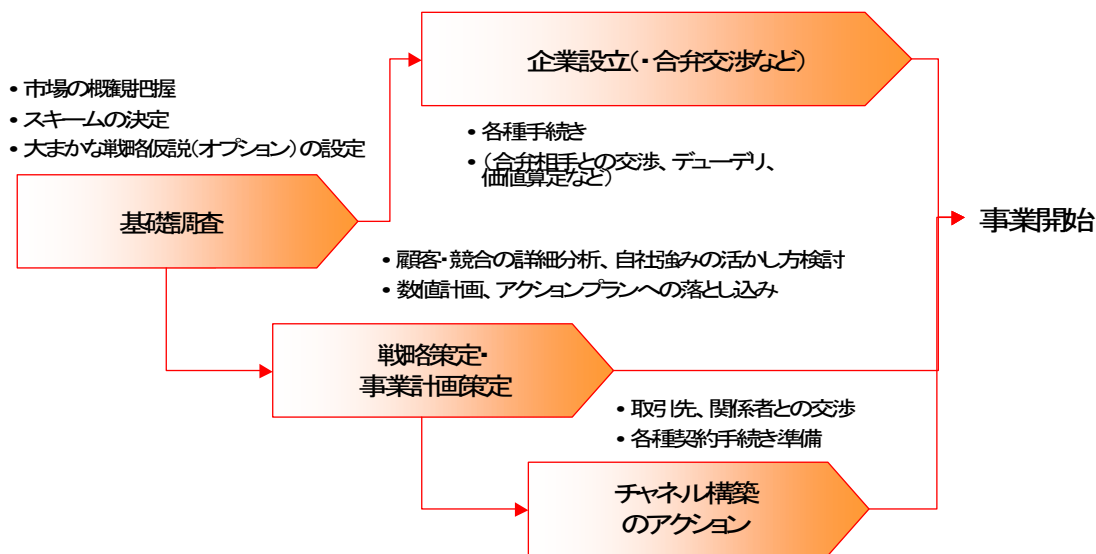 企業設立(・合弁交渉など)
• 市場の概観把握
• スキームの決定
• 大まかな戦略仮説(オプション)の設定
• 各種手続き
• (合弁相手との交渉、デューデリ、
価値算定など)
基礎調査
事業開始
• 顧客・競合の詳細分析、自社強みの活かし方検討
• 数値計画、アクションプランへの落とし込み
戦略策定・
事業計画策定
• 取引先、関係者との交渉
• 各種契約手続き準備
チャネル構築
のアクション